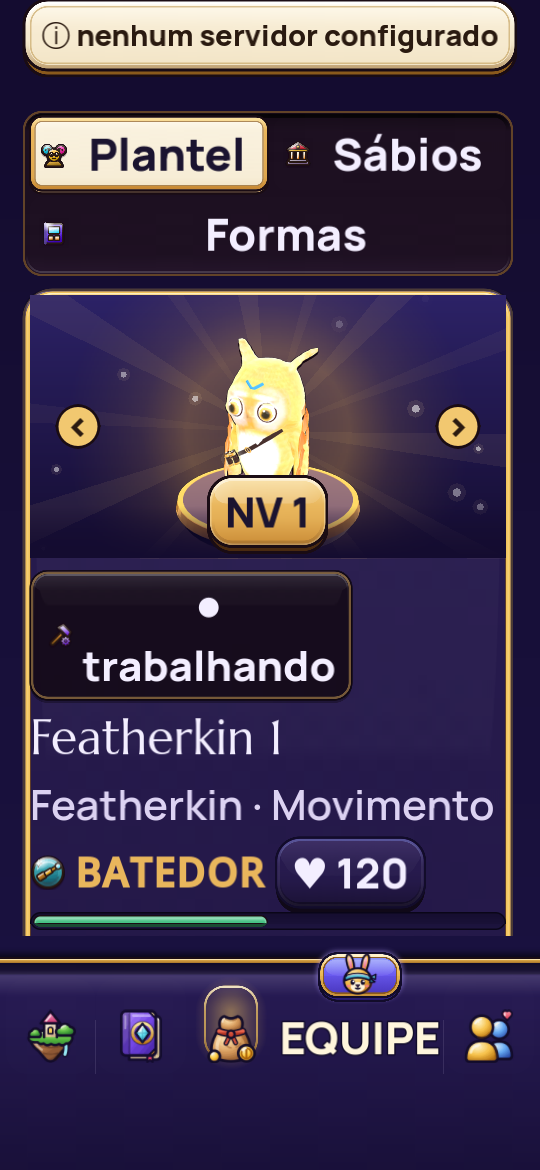 ⓘ nenhum servidor configurado
Plantel
Sábios
Formas
NV 1
●
trabalhando
Featherkin 1
Featherkin · Movimento
BATEDOR
♥ 120
EQUIPE